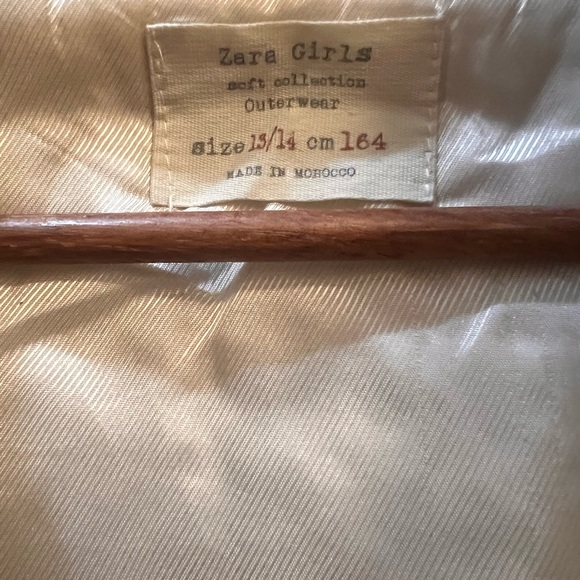 Zara Girls
soft collection
Outerwear
size 13/14 cm 164
MADE IN MOROCCO